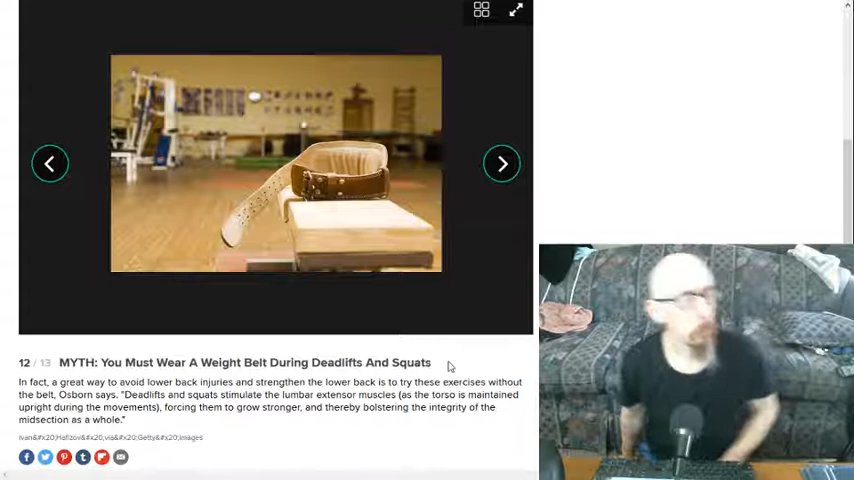 12 / 13 MYTH: You Must Wear A Weight Belt During Deadlifts And Squats
In fact, a great way to avoid lower back injuries and strengthen the lower back is to try these exercises without
the belt, Osborn says. "Deadlifts and squats stimulate the lumbar extensor muscles (as the torso is maintained
upright during the movements), forcing them to grow stronger, and thereby bolstering the integrity of the
midsection as a whole."
Ivan&#x20;Hafizov&#x20;via&#x20;Getty&#x20;Images